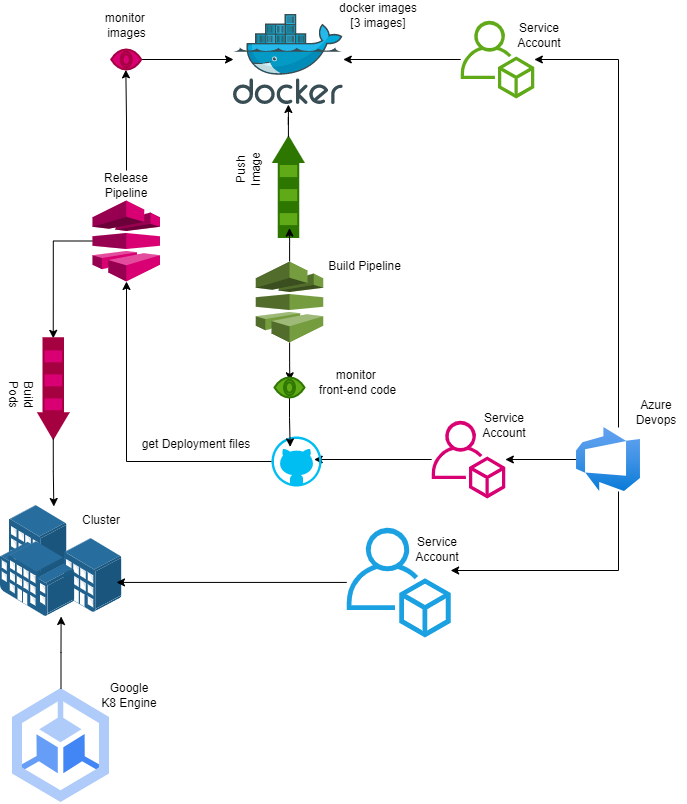 monitor
images
docker images
[3 images]
Service
Account
docker
Push
Image
Release
Pipeline
Build Pipeline
monitor
front-end code
Build
Pods
Azure
Devops
Service
Account
get Deployment files
Cluster
Service
Account
Google
K8 Engine